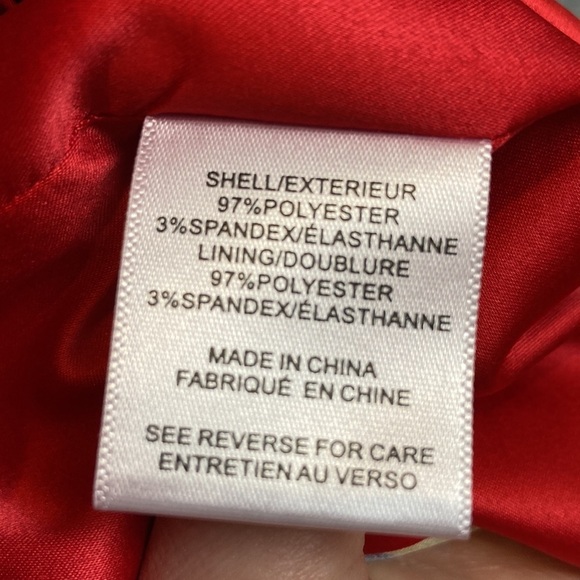 SHELL/EXTERIEUR
97%POLYESTER
3%SPANDEX/ÉLASTHANNE
LINING/DOUBLURE
97%POLYESTER
3%SPANDEX/ÉLASTHANNE
MADE IN CHINA
FABRIQUÉ EN CHINE
SEE REVERSE FOR CARE
ENTRETIEN AU VERSO